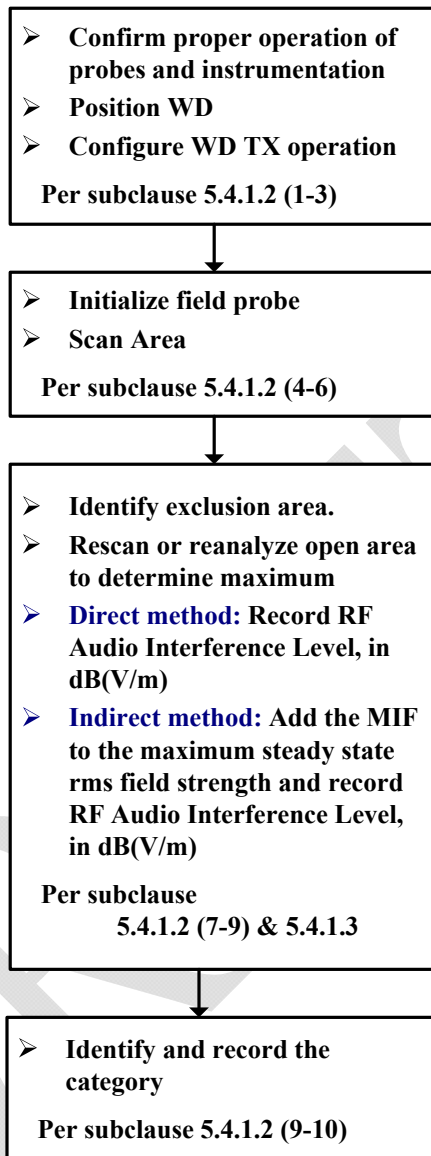 ➢ Confirm proper operation of
probes and instrumentation
➢ Position WD
➢ Configure WD TX operation
Per subclause 5.4.1.2 (1-3)
➢ Initialize field probe
➢ Scan Area
Per subclause 5.4.1.2 (4-6)
➢ Identify exclusion area.
➢ Rescan or reanalyze open area
to determine maximum
➢ Direct method: Record RF
Audio Interference Level, in
dB(V/m)
➢ Indirect method: Add the MIF
to the maximum steady state
rms field strength and record
RF Audio Interference Level,
in dB(V/m)
Per subclause
5.4.1.2 (7-9) & 5.4.1.3
➢ Identify and record the
category
Per subclause 5.4.1.2 (9-10)